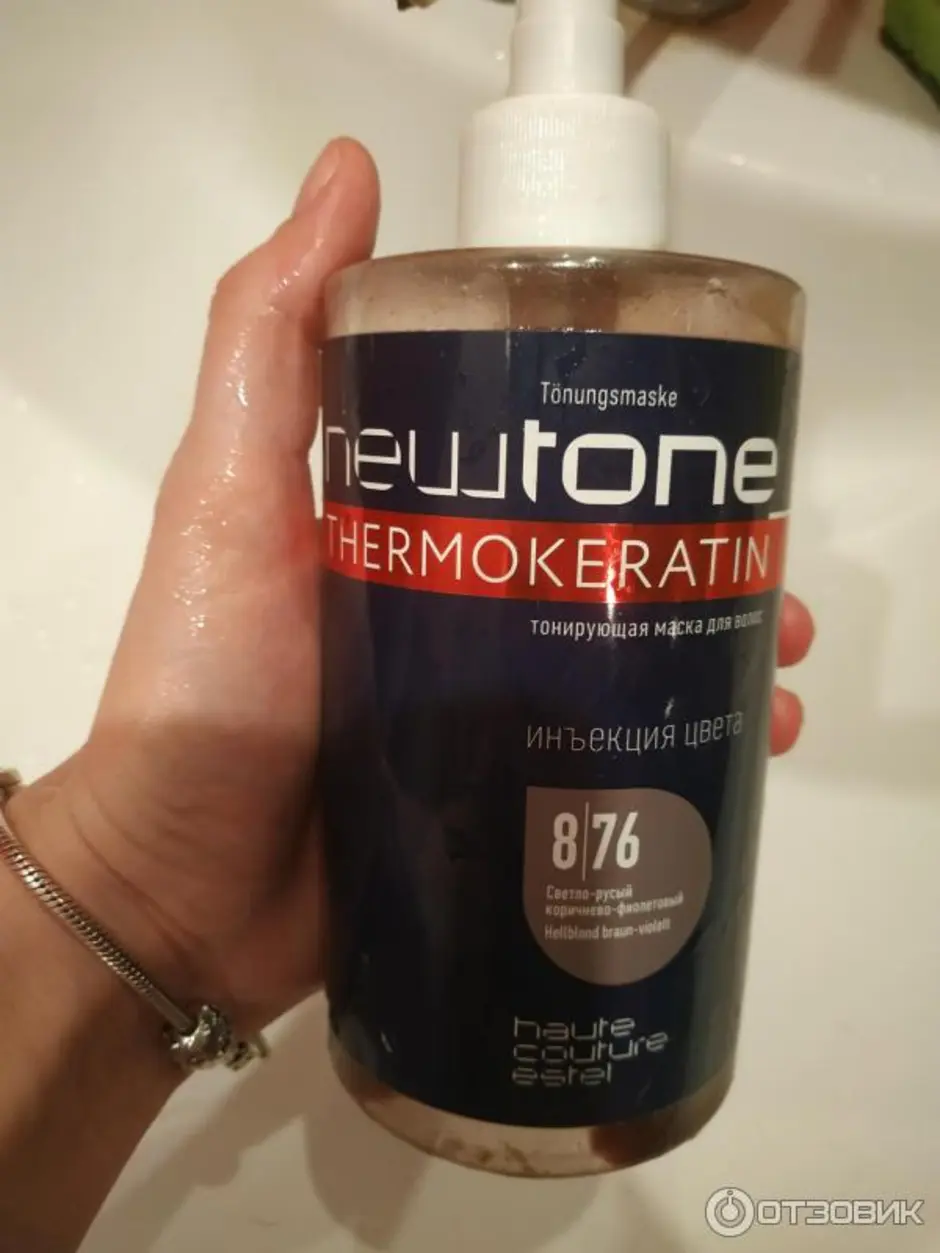 Tönungsmaske
newtone
THERMOKERATIN
тонирующая маска для волос
инъекция цвета
8|76
Светло-русый
коричнево-фиолетовый
Hellblond braun-violett
haute
couture
estel
ОТЗОВИК